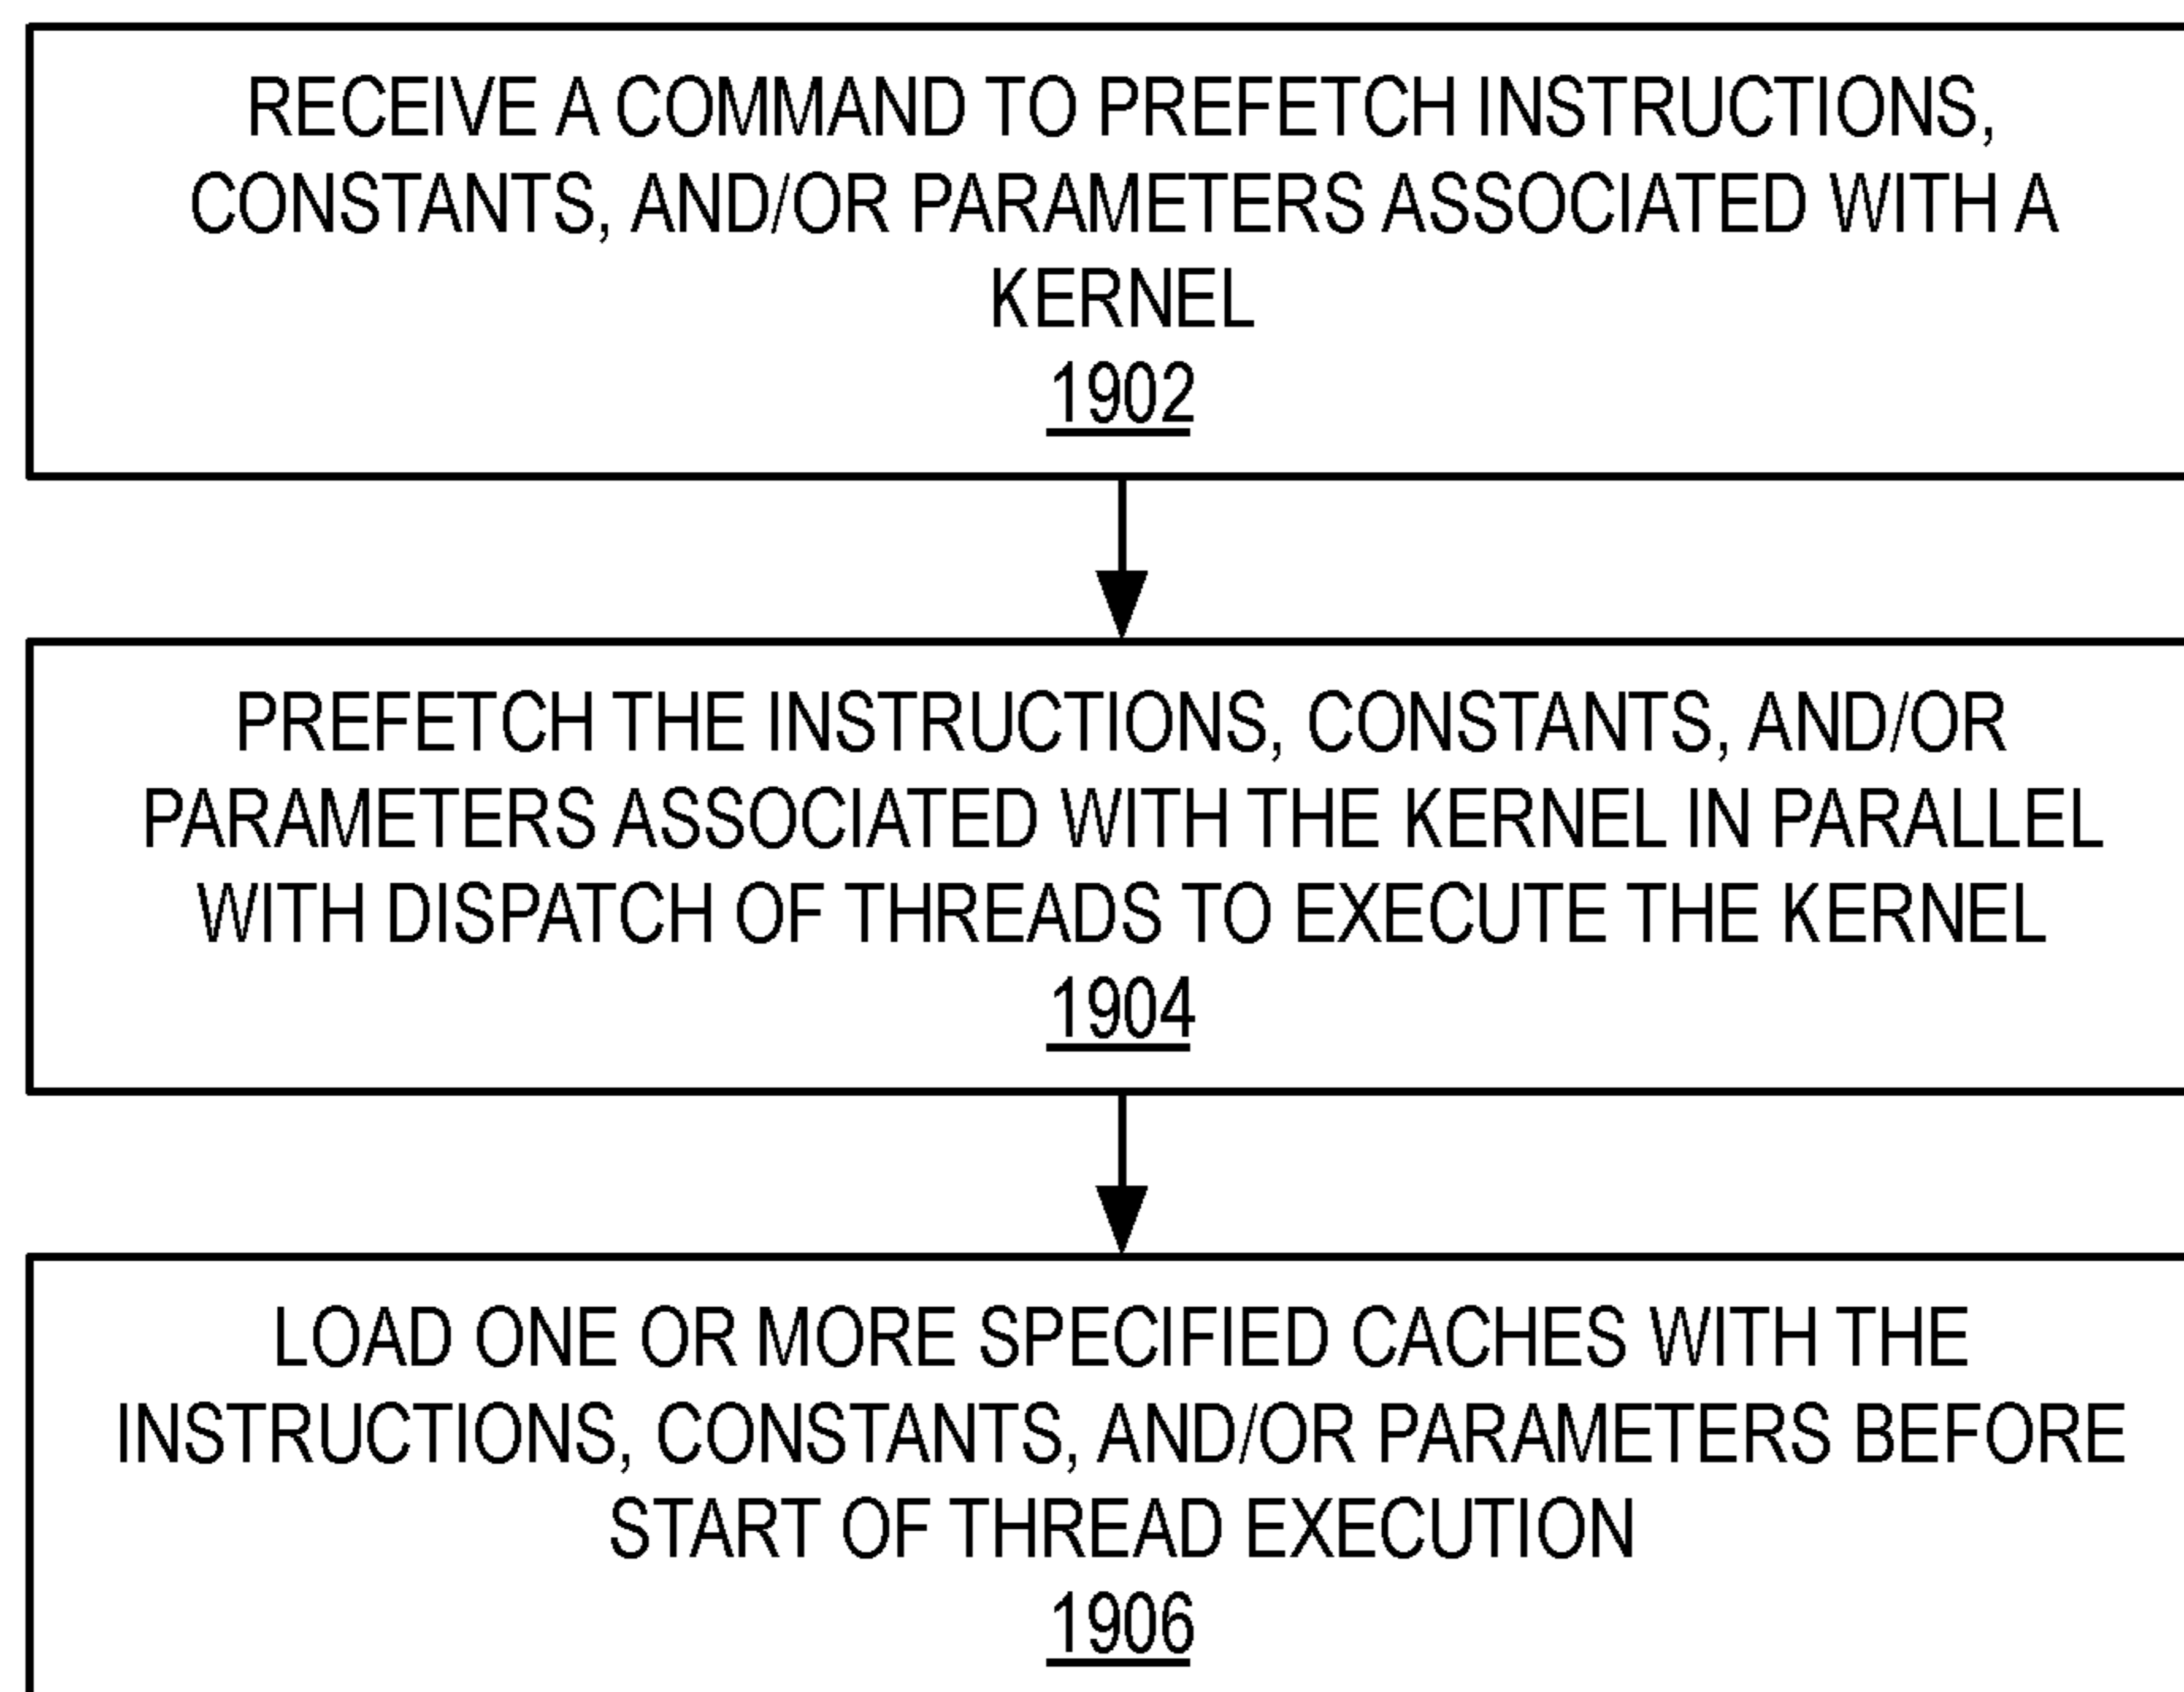 RECEIVE A COMMAND TO PREFETCH INSTRUCTIONS,
CONSTANTS, AND/OR PARAMETERS ASSOCIATED WITH A
KERNEL
1902
PREFETCH THE INSTRUCTIONS, CONSTANTS, AND/OR
PARAMETERS ASSOCIATED WITH THE KERNEL IN PARALLEL
WITH DISPATCH OF THREADS TO EXECUTE THE KERNEL
1904
LOAD ONE OR MORE SPECIFIED CACHES WITH THE
INSTRUCTIONS, CONSTANTS, AND/OR PARAMETERS BEFORE
START OF THREAD EXECUTION
1906